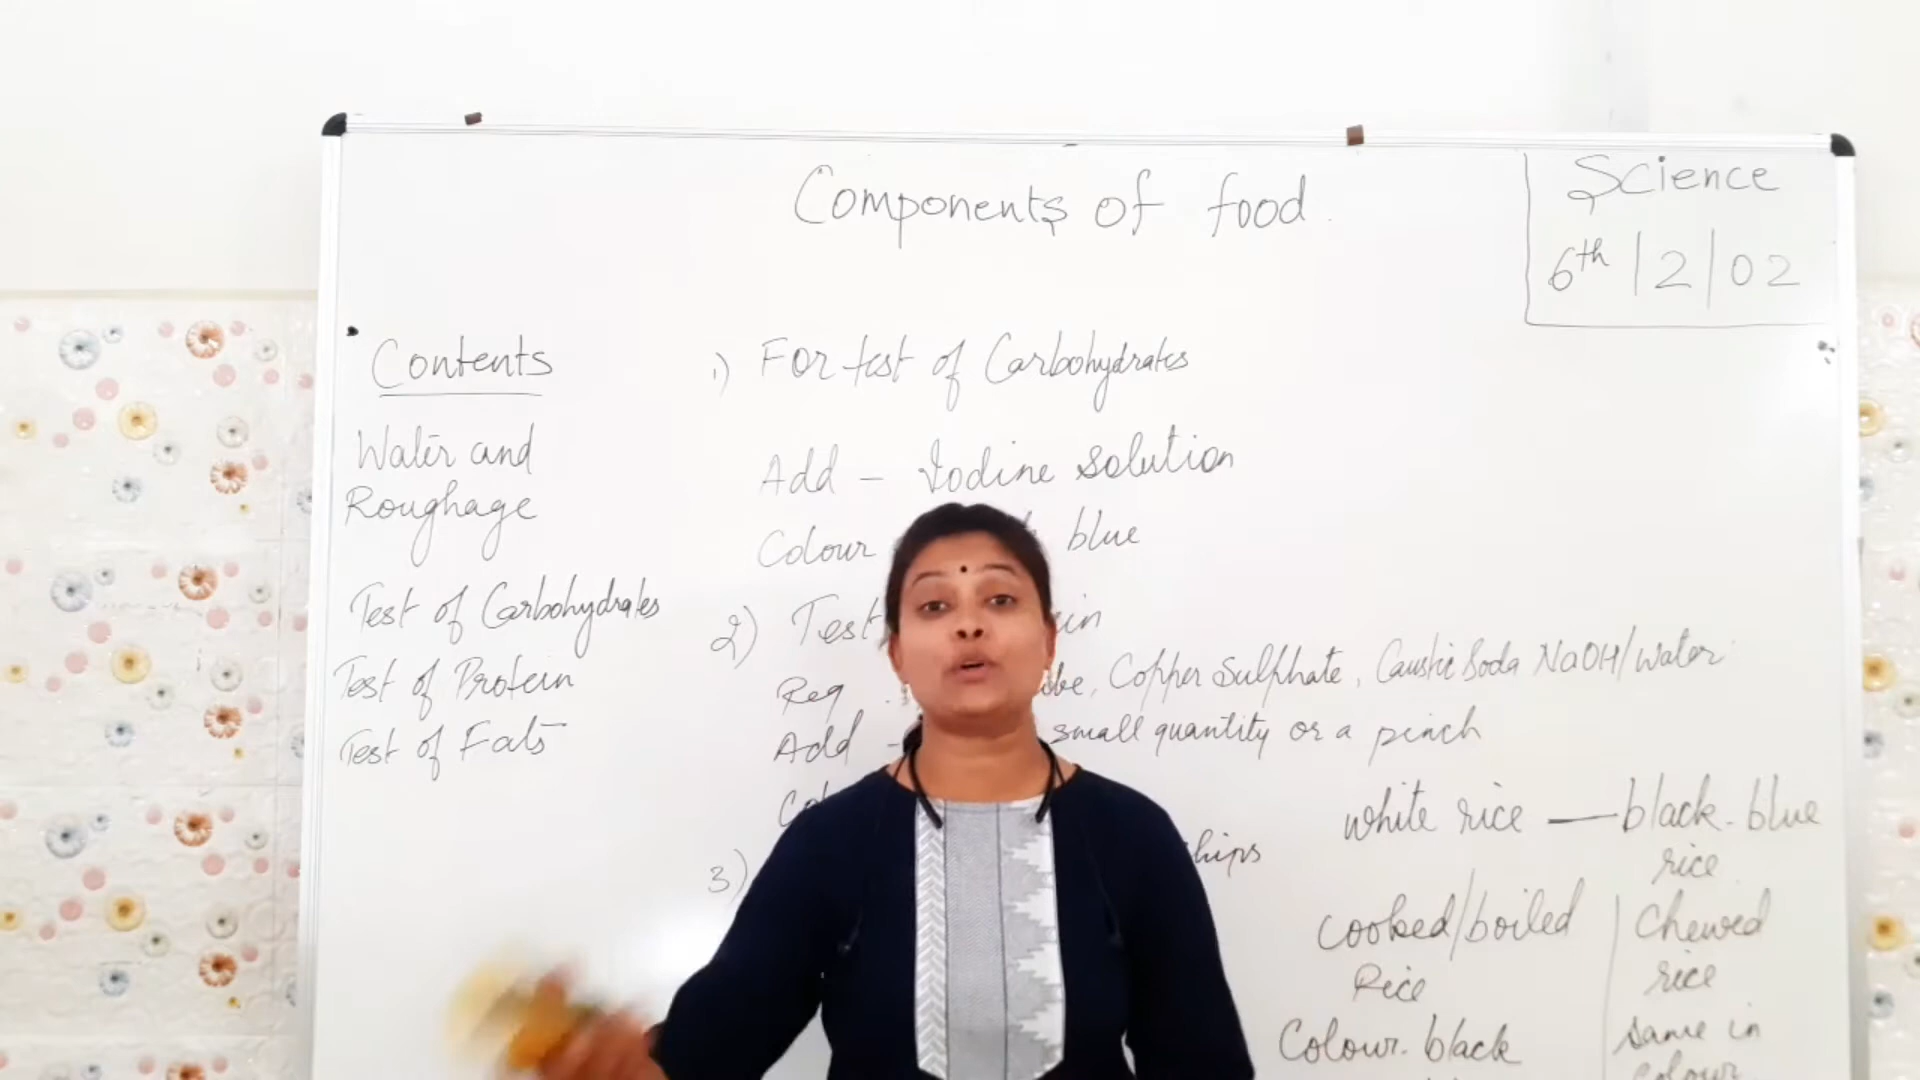 Components of food
Science
6th / 2 / 02
Contents
Water and
Roughage
Test of Carbohydrates
Test of Protein
Test of Fats
1) For test of Carbohydrates
Add - Iodine solution
Colour blue
2) Test
Req Copper Sulphate, Caustic Soda NaOH/Water
Add - small quantity or a pinch
3)
white rice — black-blue
rice
cooked/boiled
Rice
Colour-black
Chewed
rice
same in
colour